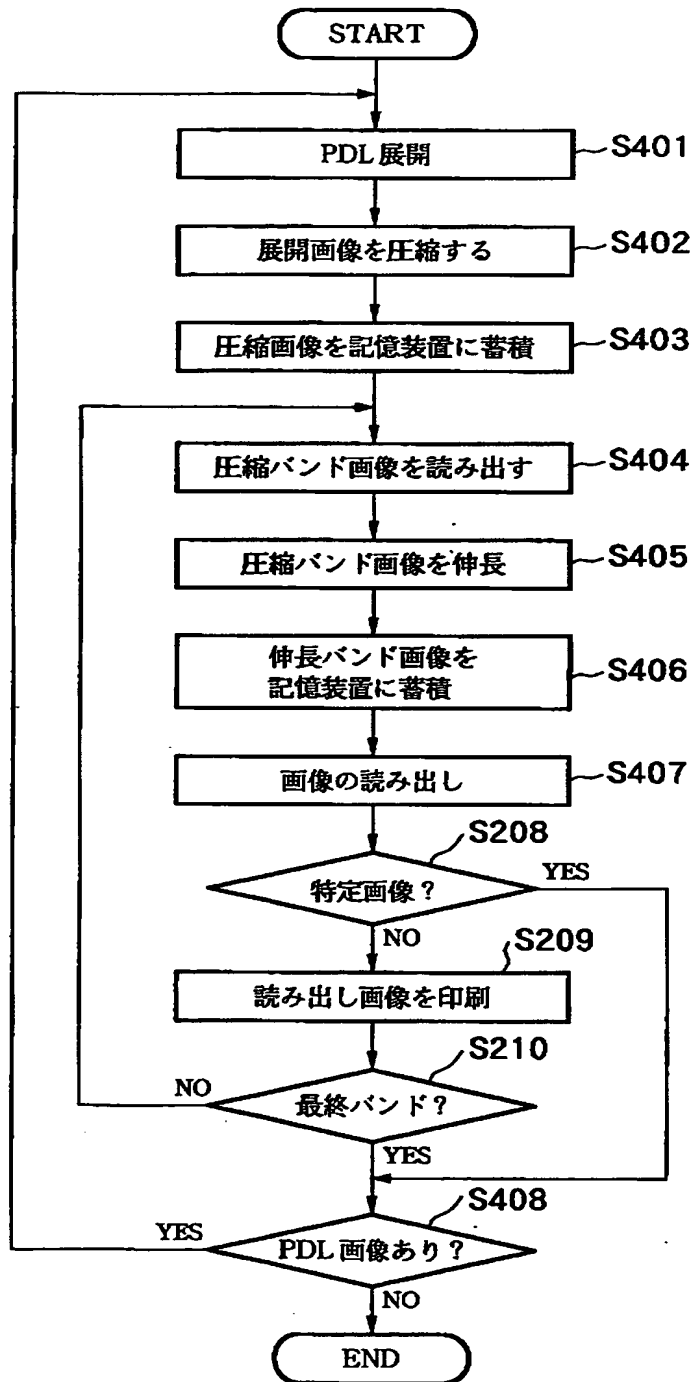 START
PDL 展開
S401
展開画像を圧縮する
S402
圧縮画像を記憶装置に蓄積
S403
圧縮バンド画像を読み出す
S404
圧縮バンド画像を伸長
S405
伸長バンド画像を
記憶装置に蓄積
S406
画像の読み出し
S407
S208
特定画像？
YES
NO
S209
読み出し画像を印刷
S210
NO
最終バンド？
YES
S408
YES
PDL 画像あり？
NO
END